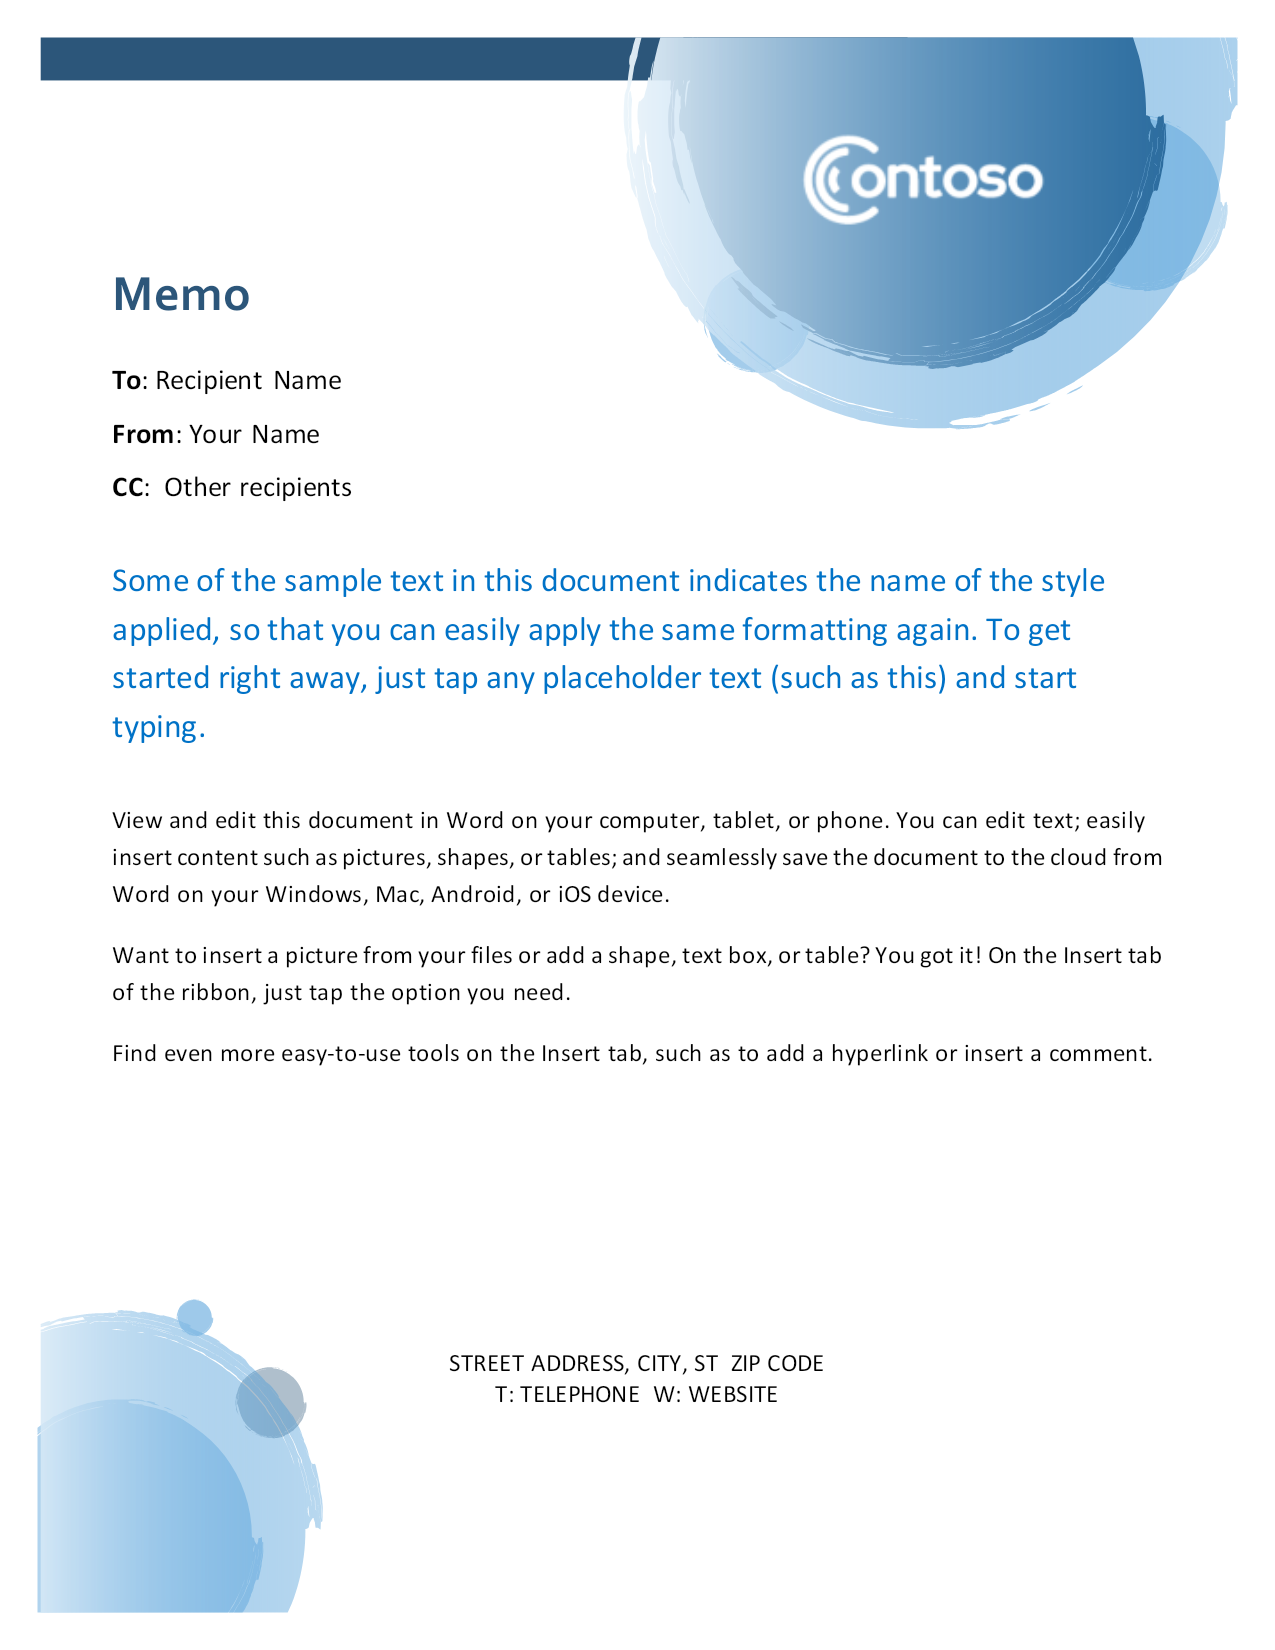 Contoso
Memo
To: Recipient Name
From: Your Name
CC: Other recipients
Some of the sample text in this document indicates the name of the style
applied, so that you can easily apply the same formatting again. To get
started right away, just tap any placeholder text (such as this) and start
typing.
View and edit this document in Word on your computer, tablet, or phone. You can edit text; easily
insert content such as pictures, shapes, or tables; and seamlessly save the document to the cloud from
Word on your Windows, Mac, Android, or iOS device.
Want to insert a picture from your files or add a shape, text box, or table? You got it! On the Insert tab
of the ribbon, just tap the option you need.
Find even more easy-to-use tools on the Insert tab, such as to add a hyperlink or insert a comment.
STREET ADDRESS, CITY, ST ZIP CODE
T: TELEPHONE W: WEBSITE